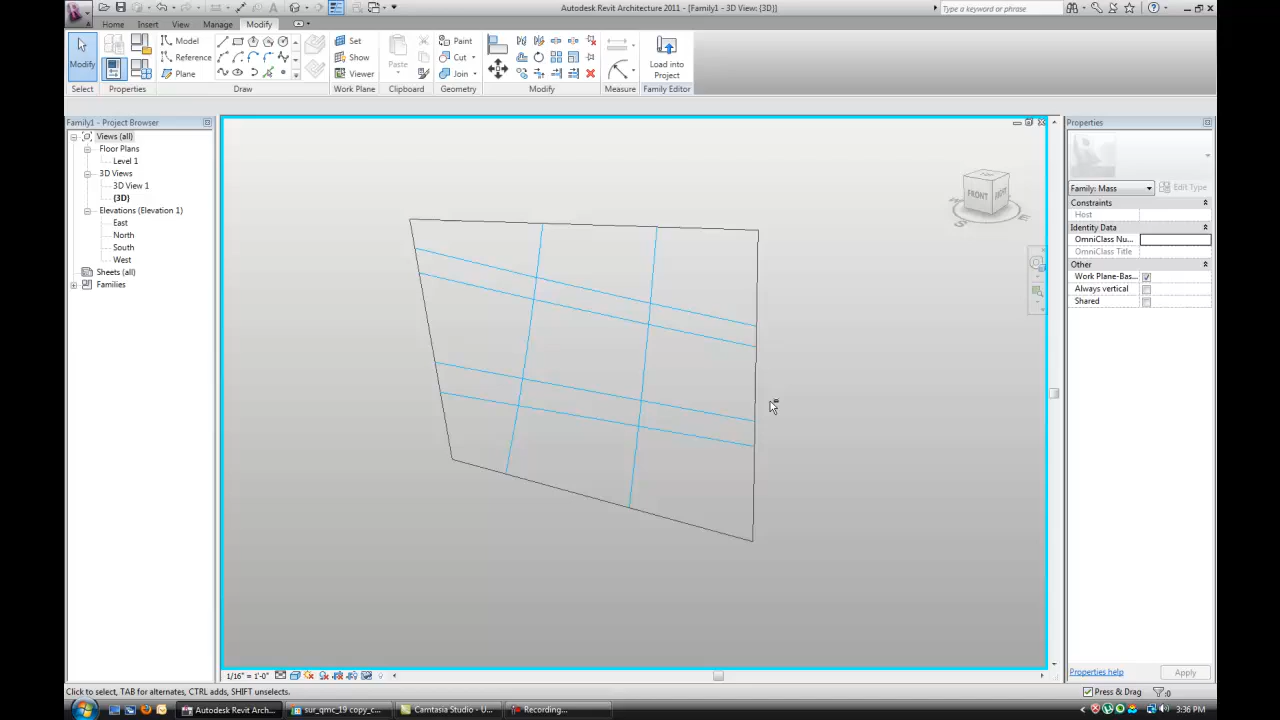 Autodesk Revit Architecture 2011 - [Family1 - 3D View: {3D}]
Type a keyword or phrase
Home Insert View Manage Modify
Modify
Model
Reference
Plane
Set
Show
Viewer
Paste
Paint
Cut
Join
Load into
Project
Select Properties Draw Work Plane Clipboard Geometry Modify Measure Family Editor
Family1 - Project Browser
Views (all)
Floor Plans
Level 1
3D Views
3D View 1
{3D}
Elevations (Elevation 1)
East
North
South
West
Sheets (all)
Families
FRONT
Properties
Family: Mass
Edit Type
Constraints
Host
Identity Data
OmniClass Nu...
OmniClass Title
Other
Work Plane-Bas...
Always vertical
Shared
Properties help
Apply
1/16" = 1'-0"
Click to select, TAB for alternates, CTRL adds, SHIFT unselects.
Press & Drag
:0
Autodesk Revit Arch...
sur_qmc_19 copy_c...
Camtasia Studio - U...
Recording...
3:36 PM